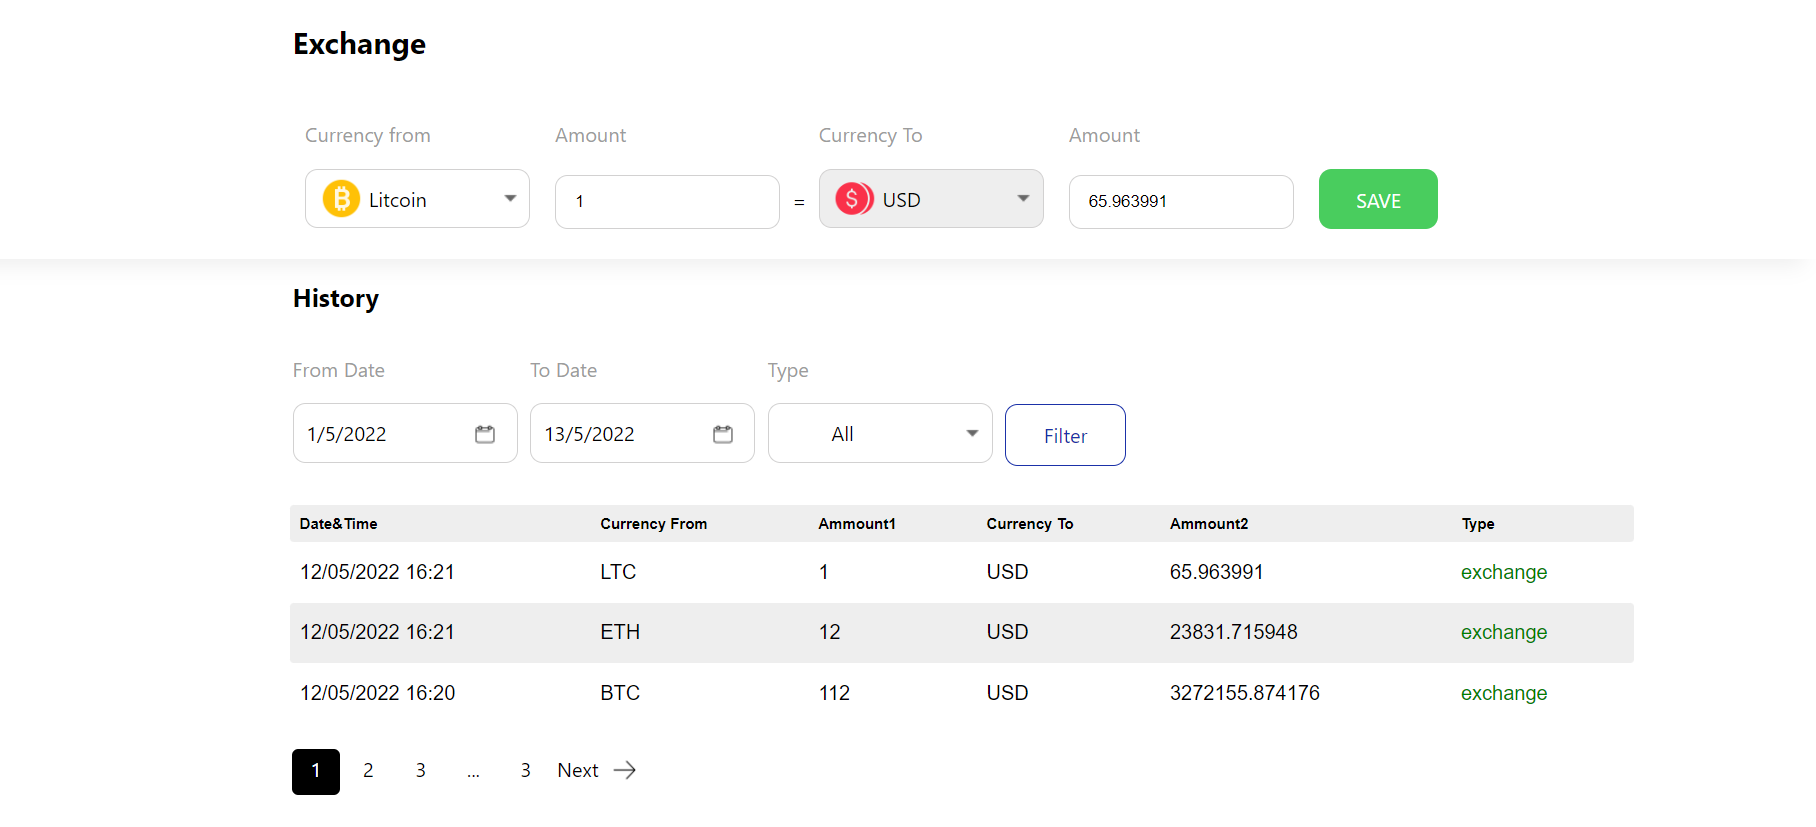 Exchange
Currency from Amount Currency To Amount
Litcoin 1 = USD 65.963991 SAVE
History
From Date To Date Type
1/5/2022 13/5/2022 All Filter
Date&Time Currency From Ammount1 Currency To Ammount2 Type
12/05/2022 16:21 LTC 1 USD 65.963991 exchange
12/05/2022 16:21 ETH 12 USD 23831.715948 exchange
12/05/2022 16:20 BTC 112 USD 3272155.874176 exchange
1 2 3 ... 3 Next